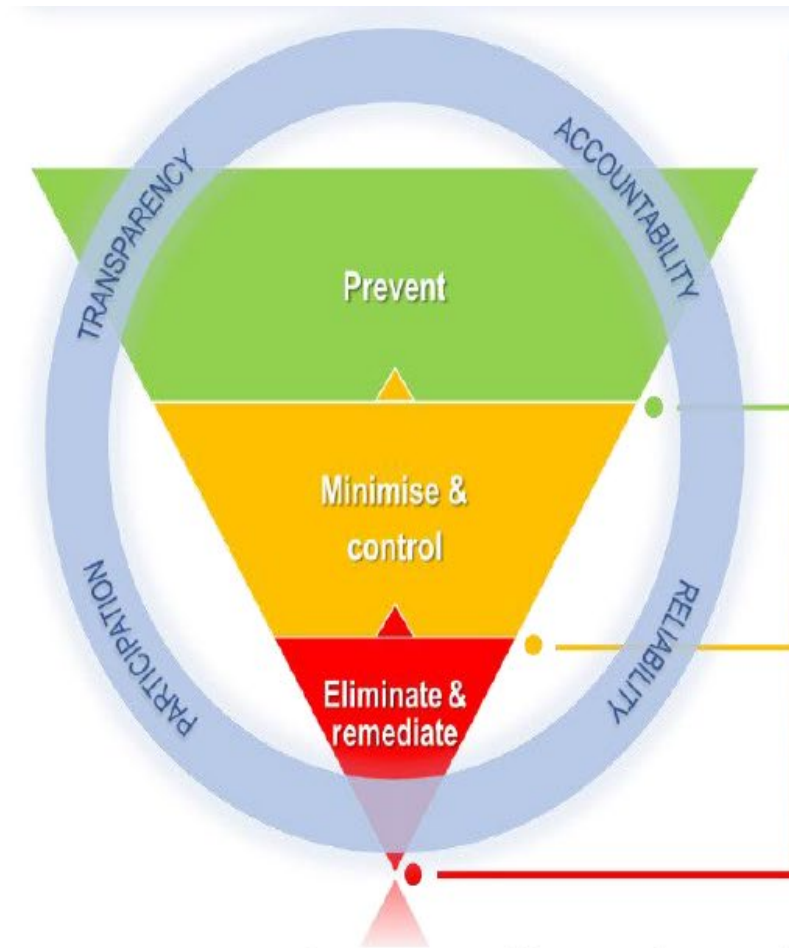 TRANSPARENCY
ACCOUNTABILITY
Prevent
Minimise &
control
PARTICIPATION
RELIABILITY
Eliminate &
remediate